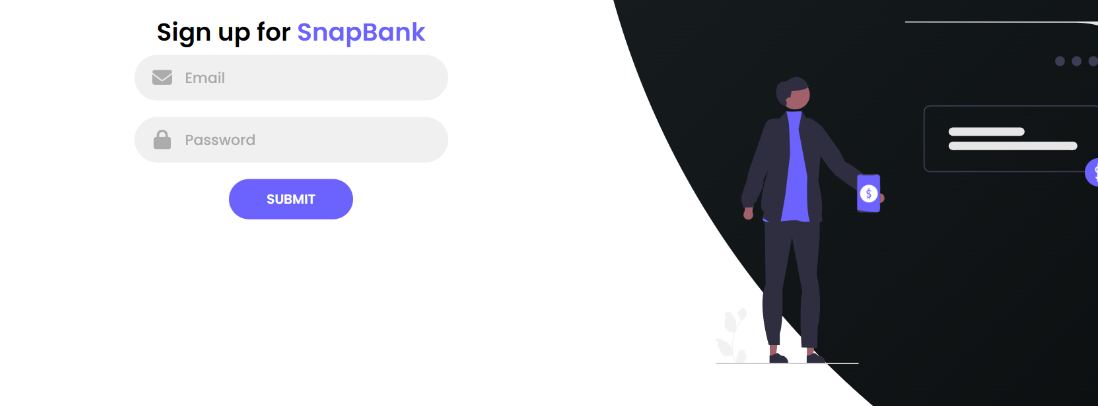 Sign up for SnapBank
Email
Password
SUBMIT
$
$